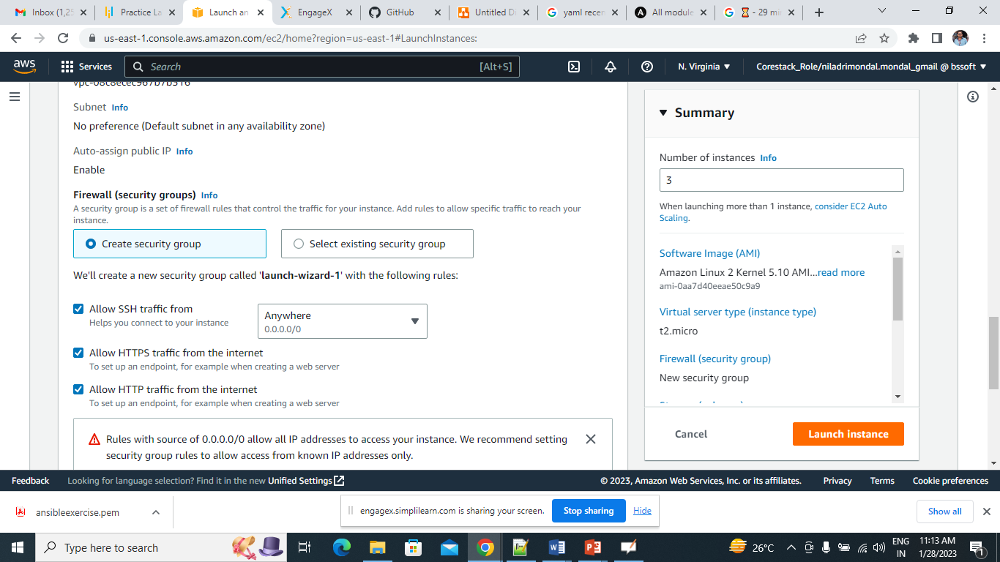 Inbox (1,25
Practice La
Launch an
EngageX
GitHub
Untitled Di
yaml recen
All module
- 29 mi
us-east-1.console.aws.amazon.com/ec2/home?region=us-east-1#LaunchInstances:
aws
Services
Search
[Alt+S]
N. Virginia
Corestack_Role/niladrimondal.mondal_gmail @ bssoft
Subnet Info
No preference (Default subnet in any availability zone)
Auto-assign public IP Info
Enable
Firewall (security groups) Info
A security group is a set of firewall rules that control the traffic for your instance. Add rules to allow specific traffic to reach your
instance.
Create security group
Select existing security group
We'll create a new security group called 'launch-wizard-1' with the following rules:
Allow SSH traffic from
Helps you connect to your instance
Anywhere
0.0.0.0/0
Allow HTTPS traffic from the internet
To set up an endpoint, for example when creating a web server
Allow HTTP traffic from the internet
To set up an endpoint, for example when creating a web server
Rules with source of 0.0.0.0/0 allow all IP addresses to access your instance. We recommend setting
security group rules to allow access from known IP addresses only.
Summary
Number of instances Info
3
When launching more than 1 instance, consider EC2 Auto
Scaling.
Software Image (AMI)
Amazon Linux 2 Kernel 5.10 AMI...read more
ami-0aa7d40eeae50c9a9
Virtual server type (instance type)
t2.micro
Firewall (security group)
New security group
Cancel
Launch instance
Feedback
Looking for language selection? Find it in the new Unified Settings
© 2023, Amazon Web Services, Inc. or its affiliates.
Privacy
Terms
Cookie preferences
ansibleexercise.pem
engagex.simplilearn.com is sharing your screen.
Stop sharing
Hide
Show all
Type here to search
26°C
ENG
IN
11:13 AM
1/28/2023
1